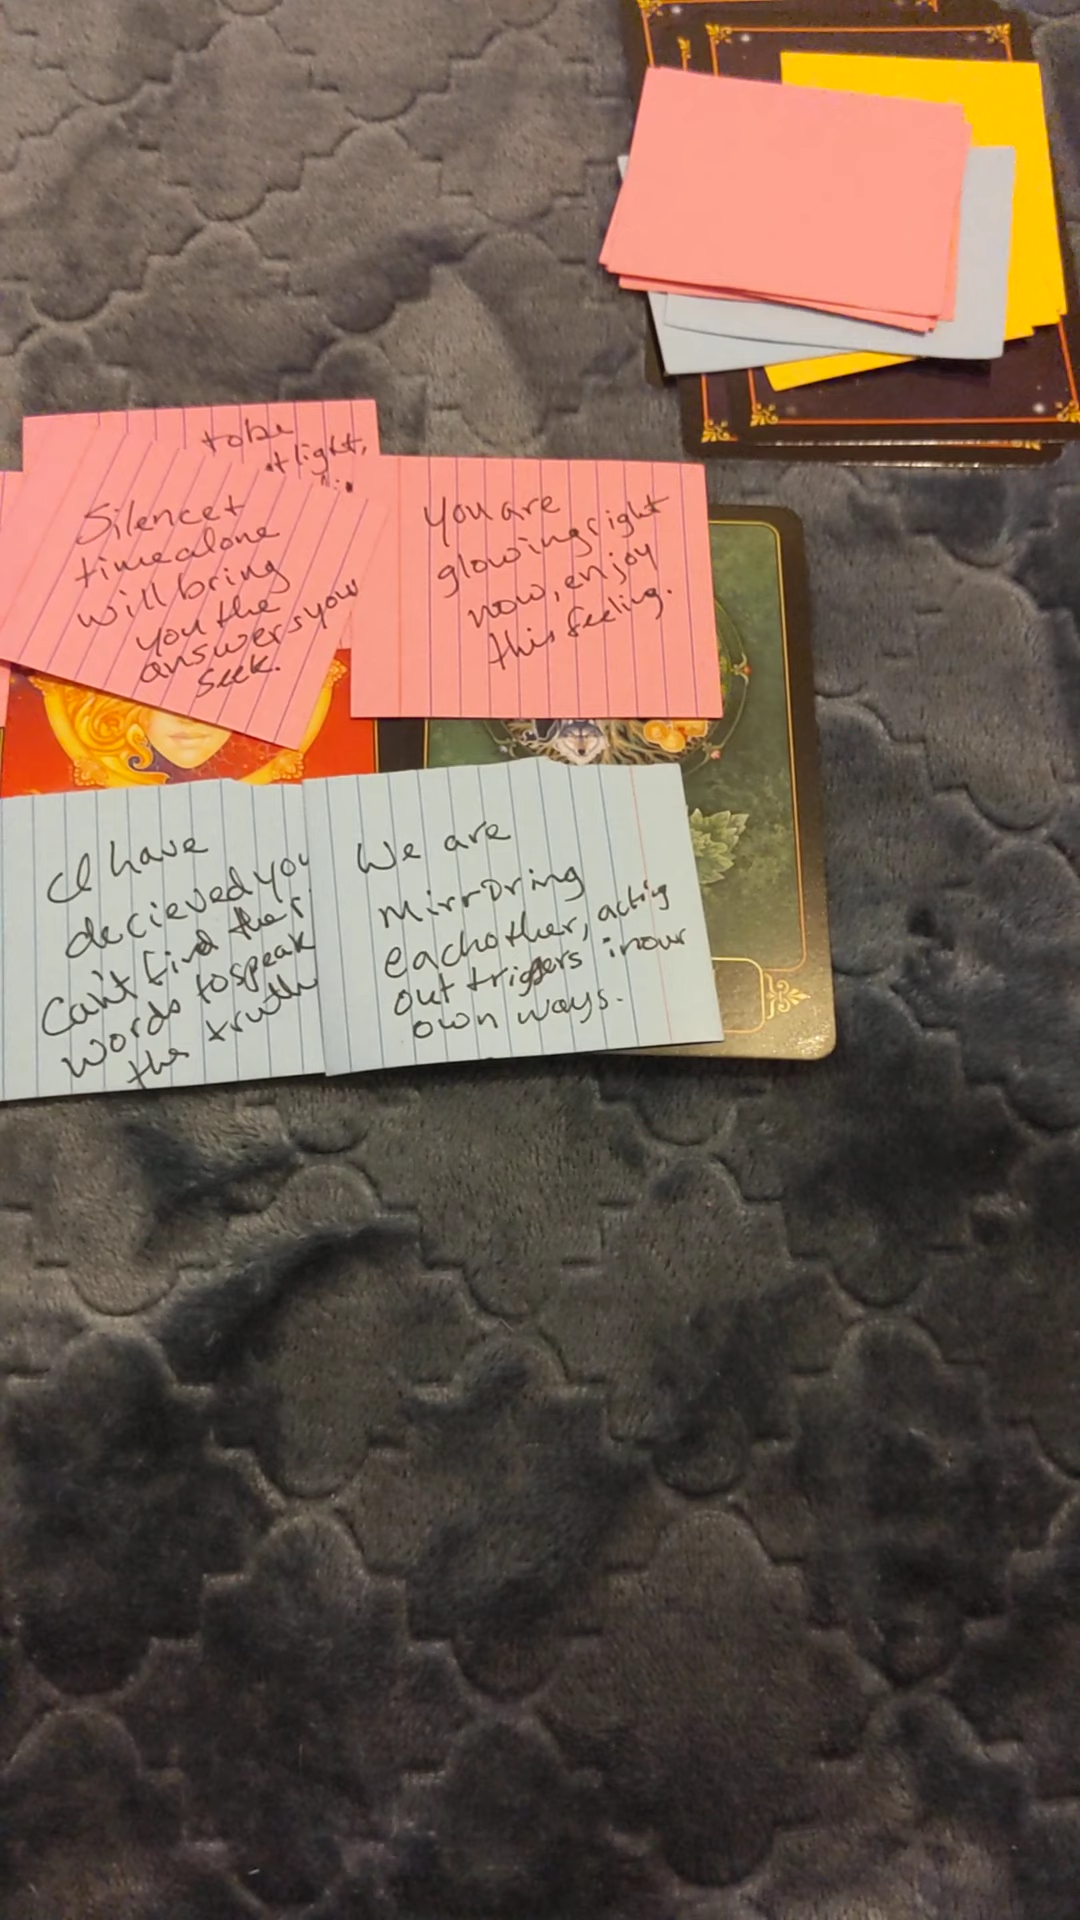 to be
flight,
Silence +
time alone
will bring
you the
answers you
seek.
You are
glowing right
now, enjoy
this feeling.
I have
decieved you
Can't find the
words to speak
the truth
We are
mirroring
eachother, actig
out triggers in our
own ways.